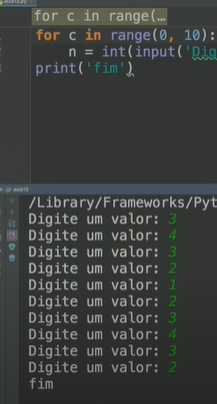 for c in range(…
for c in range(0, 10):
n = int(input('Dig
print('fim')
/Library/Frameworks/Pyt
Digite um valor: 3
Digite um valor: 4
Digite um valor: 3
Digite um valor: 2
Digite um valor: 1
Digite um valor: 2
Digite um valor: 3
Digite um valor: 4
Digite um valor: 3
Digite um valor: 2
fim